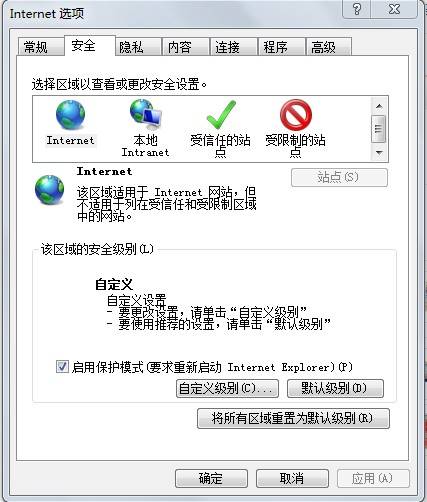 Internet 选项
常规 安全 隐私 内容 连接 程序 高级
选择区域以查看或更改安全设置。
Internet 本地 受信任的站 受限制的站
Intranet 点 点
Internet
站点(S)
该区域适用于 Internet 网站，但
不适用于列在受信任和受限制区域
中的网站。
该区域的安全级别(L)
自定义
自定义设置
- 要更改设置，请单击“自定义级别”
- 要使用推荐的设置，请单击“默认级别”
启用保护模式(要求重新启动 Internet Explorer)(P)
自定义级别(C)... 默认级别(D)
将所有区域重置为默认级别(R)
确定 取消 应用(A)